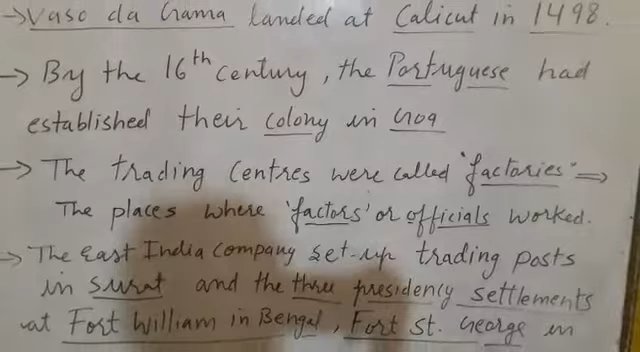 → Vaso da Gama landed at Calicut in 1498.
→ By the 16th century, the Portuguese had
established their colony in Goa
→ The trading centres were called 'factories' ⇒
The places where 'factors' or officials worked.
→ The East India company set-up trading posts
in Surat and the three presidency settlements
at Fort William in Bengal, Fort St. George in